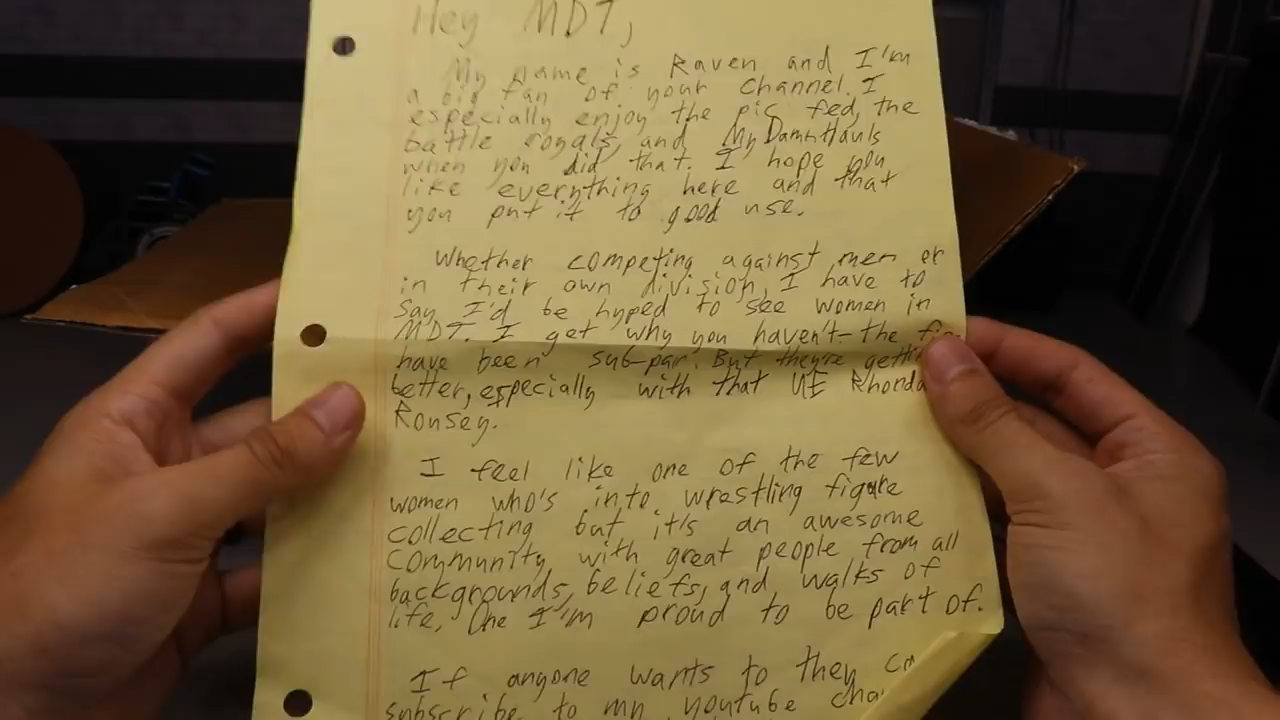 Hey MDT,
My name is Raven and I'm
a big fan of your channel. I
especially enjoy the pic fed, the
battle royals, and MyDamnHauls
when you did that. I hope you
like everything here and that
you put it to good use.
Whether competing against men or
in their own division, I have to
say I'd be hyped to see women in
MDT. I get why you haven't- the
have been sub-par. But they're
better, especially with that UE Rhonda
Ronsey.
I feel like one of the few
women who's into wrestling figure
collecting but it's an awesome
community with great people from all
backgrounds, beliefs, and walks of
life. One I'm proud to be part of.
If anyone wants to they
subscribe to my youtube